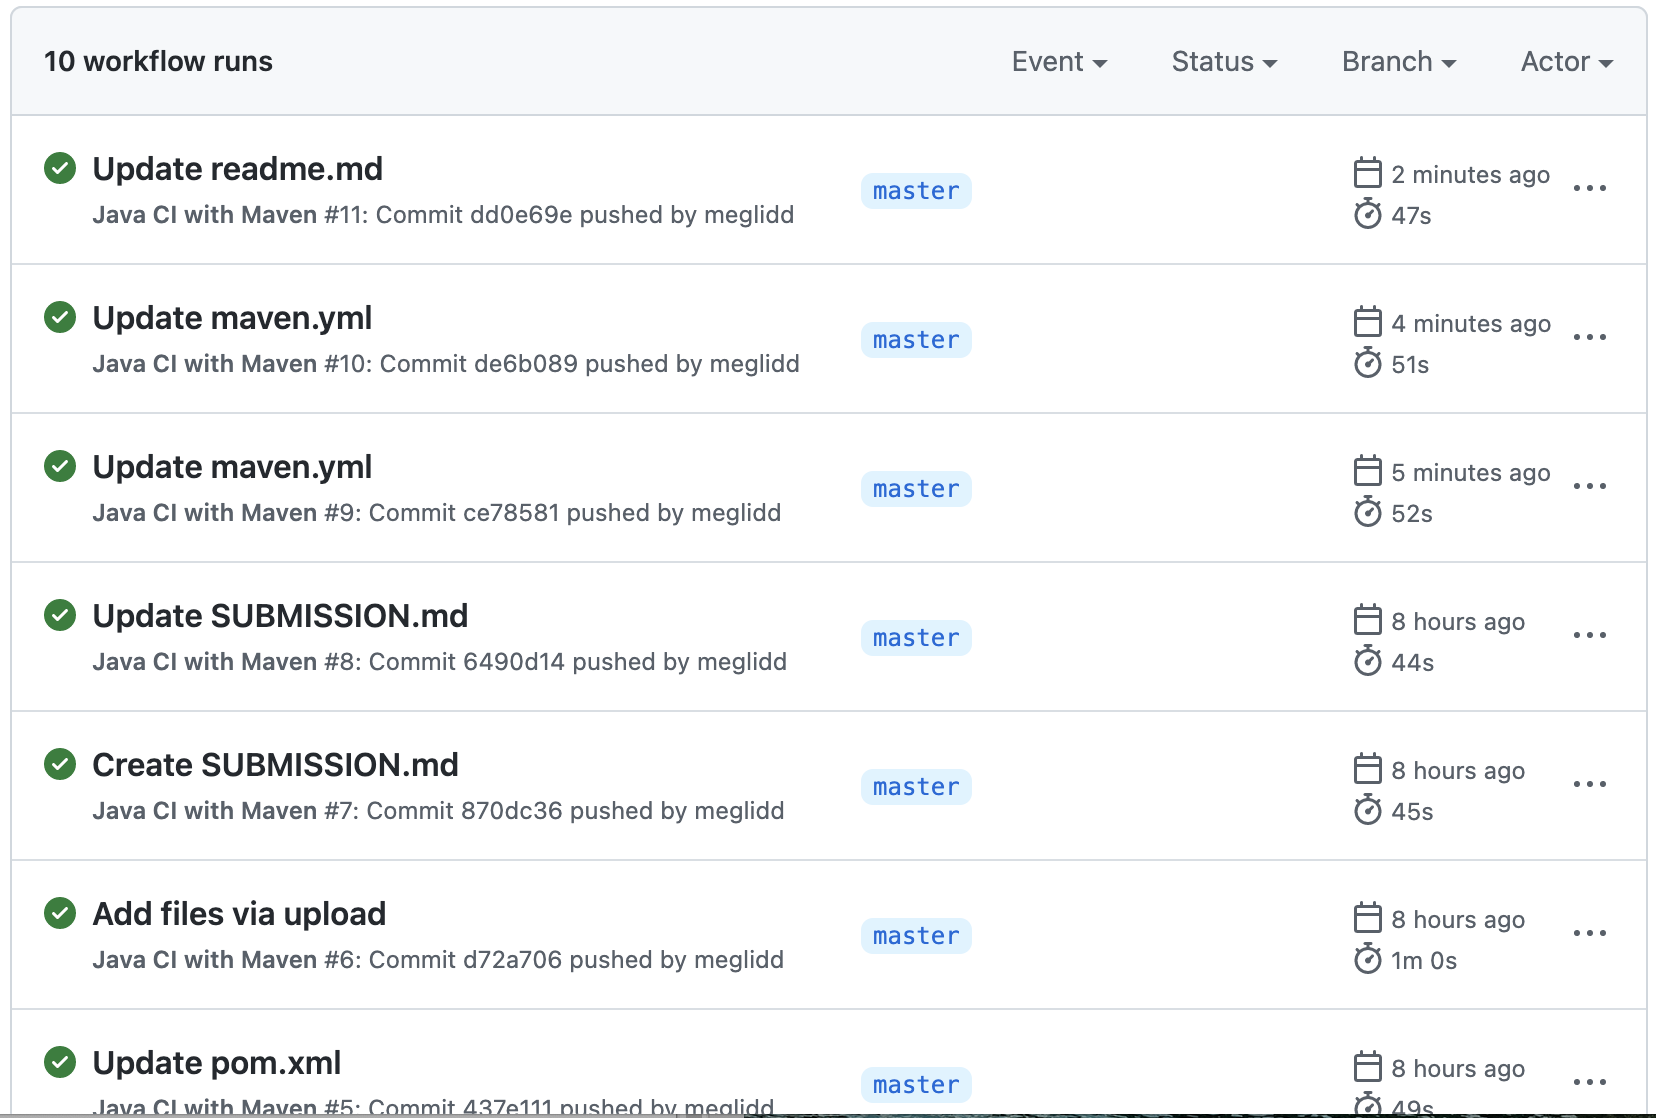 10 workflow runs
Event Status Branch Actor
Update readme.md
Java CI with Maven #11: Commit dd0e69e pushed by meglidd
master
2 minutes ago
47s
Update maven.yml
Java CI with Maven #10: Commit de6b089 pushed by meglidd
master
4 minutes ago
51s
Update maven.yml
Java CI with Maven #9: Commit ce78581 pushed by meglidd
master
5 minutes ago
52s
Update SUBMISSION.md
Java CI with Maven #8: Commit 6490d14 pushed by meglidd
master
8 hours ago
44s
Create SUBMISSION.md
Java CI with Maven #7: Commit 870dc36 pushed by meglidd
master
8 hours ago
45s
Add files via upload
Java CI with Maven #6: Commit d72a706 pushed by meglidd
master
8 hours ago
1m 0s
Update pom.xml
Java CI with Maven #5: Commit 437e111 pushed by meglidd
master
8 hours ago
49s